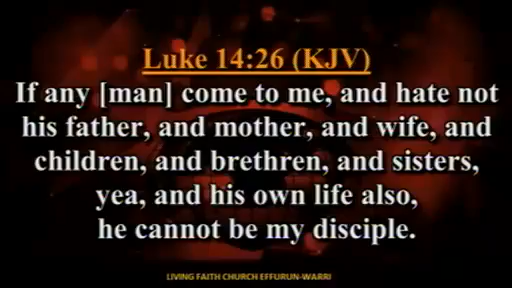 Luke 14:26 (KJV)
If any [man] come to me, and hate not
his father, and mother, and wife, and
children, and brethren, and sisters,
yea, and his own life also,
he cannot be my disciple.
LIVING FAITH CHURCH EFFURUN-WARRI